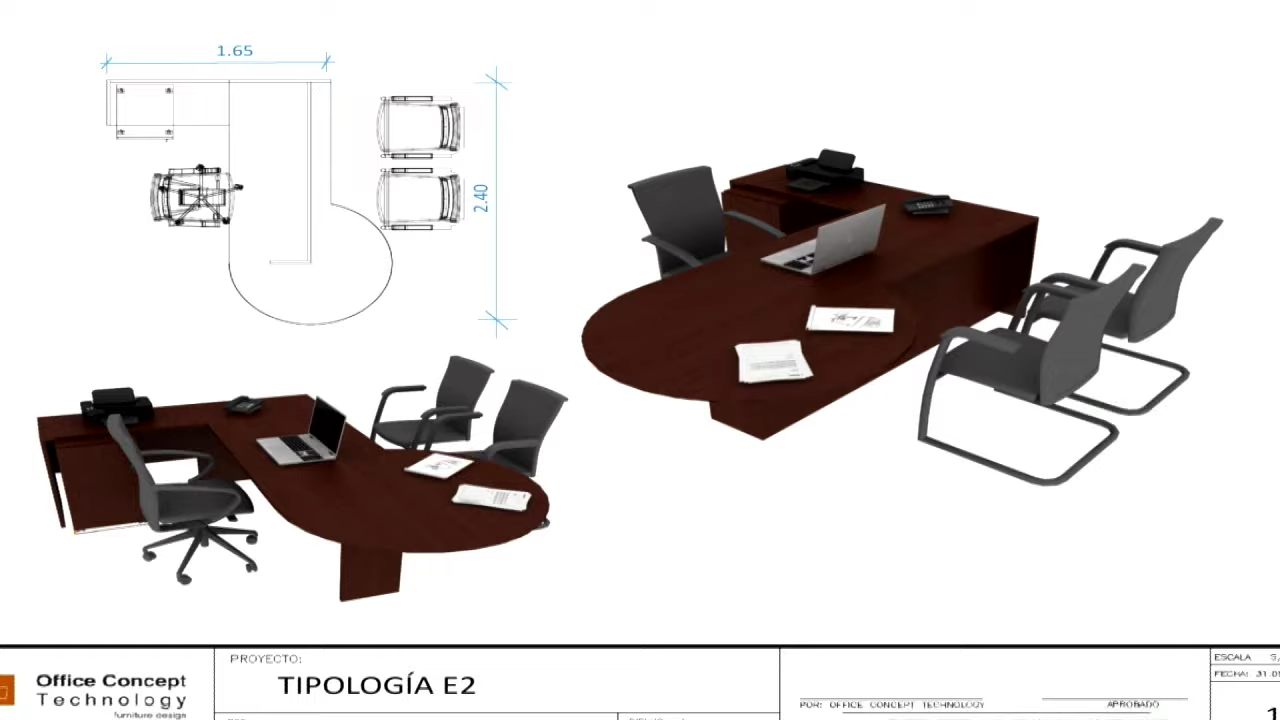 1.65
2.40
Office Concept
Technology
furniture design
PROYECTO:
TIPOLOGÍA E2
POR: OFFICE CONCEPT TECHNOLOGY
APROBADO
ESCALA
FECHA: 31